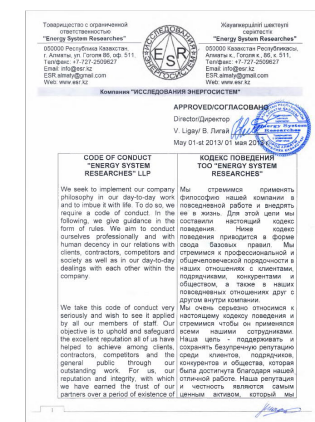 Товарищество с ограниченной
ответственностью
"Energy System Researches"
050000 Республика Казахстан,
г. Алматы, ул. Гоголя 86, оф. 511,
Тел/факс: +7-727-2509627
Email: info@esr.kz
ESR.almaty@gmail.com
Web: www.esr.kz
ESR
Жауапкершілігі шектеулі
серіктестік
"Energy System Researches"
050000 Казахстан Республикасы,
Алматы к., Гоголя к., 86, к. 511,
Тел/факс: +7-727-2509627
Email: info@esr.kz
ESR.almaty@gmail.com
Web: www.esr.kz
Компания "ИССЛЕДОВАНИЯ ЭНЕРГОСИСТЕМ"
APPROVED/СОГЛАСОВАНО
Director/Директор
V. Ligay/ В. Лигай
May 01-st 2013/ 01 мая 2013 г.
CODE OF CONDUCT
"ENERGY SYSTEM
RESEARCHES" LLP
We seek to implement our company
philosophy in our day-to-day work
and to imbue it with life. To do so, we
require a code of conduct. In the
following, we give guidance in the
form of rules. We aim to conduct
ourselves professionally and with
human decency in our relations with
clients, contractors, competitors and
society as well as in our day-to-day
dealings with each other within the
company
We take this code of conduct very
seriously and wish to see it applied
by all our members of staff. Our
objective is to uphold and safeguard
the excellent reputation all of us have
helped to achieve among clients,
contractors, competitors and the
general public through our
outstanding work. For us, our
reputation and integrity, with which
we have earned the trust of our
partners over a period of existence of
КОДЕКС ПОВЕДЕНИЯ
ТОО "ENERGY SYSTEM
RESEARCHES"
Мы стремимся применять
философию нашей компании в
повседневной работе и внедрять
ее в жизнь. Для этой цели мы
составили настоящий кодекс
поведения. Ниже кодекс
поведения приводится в форме
свода базовых правил. Мы
стремимся к профессиональной и
общечеловеческой порядочности в
наших отношениях с клиентами,
подрядчиками, конкурентами и
обществом, а также в наших
повседневных отношениях друг с
другом внутри компании.
Мы очень серьезно относимся к
настоящему кодексу поведения и
стремимся чтобы он применялся
всеми нашими сотрудниками.
Наша цель - поддерживать и
сохранять безупречную репутацию
среди клиентов, подрядчиков,
конкурентов и общества, которая
была достигнута благодаря нашей
отличной работе. Наша репутация
и честность являются самым
ценным активом, который мы
1